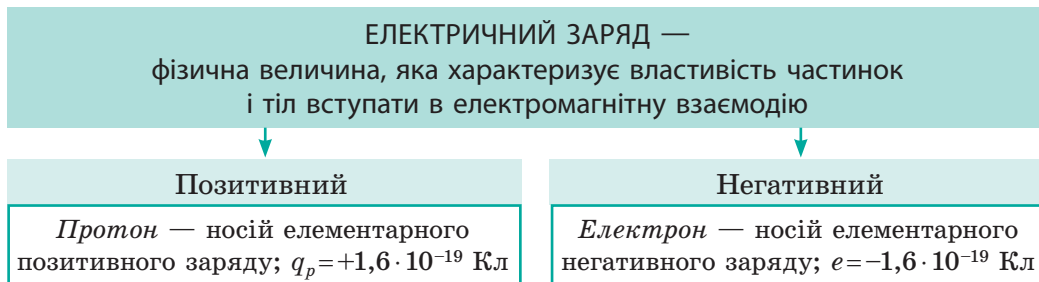 ЕЛЕКТРИЧНИЙ ЗАРЯД —
фізична величина, яка характеризує властивість частинок
і тіл вступати в електромагнітну взаємодію
Позитивний
Протон — носій елементарного
позитивного заряду; qₚ=+1,6·10⁻¹⁹ Кл
Негативний
Електрон — носій елементарного
негативного заряду; e=−1,6·10⁻¹⁹ Кл